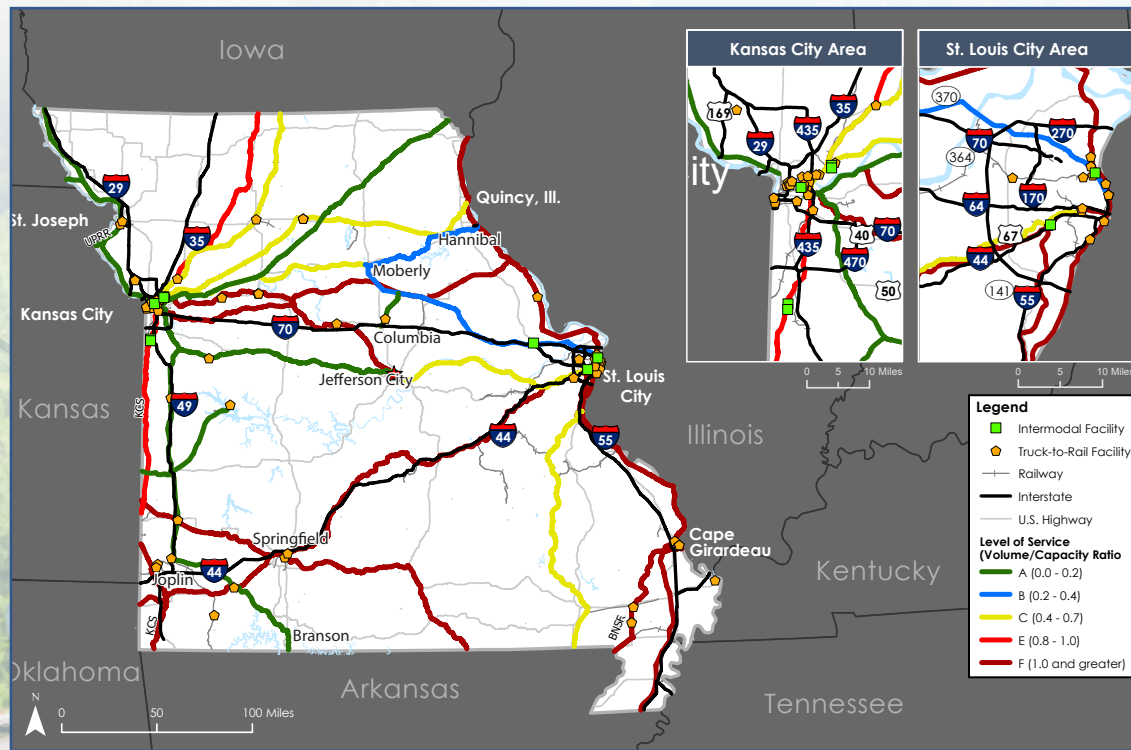 Iowa
Kansas City Area
St. Louis City Area
169
35
435
29
435
40
70
470
50
0 5 10 Miles
370
270
70
364
170
64
67
44
141
55
0 5 10 Miles
ity
29
St. Joseph
UPRR
35
Quincy, Ill.
Hannibal
Moberly
Kansas City
70
Columbia
Jefferson City
St. Louis
City
Kansas
KCS
49
44
55
Illinois
Springfield
Cape
Girardeau
44
Joplin
Kentucky
KCS
Branson
BNSF
Oklahoma
Arkansas
Tennessee
N
0 50 100 Miles
Legend
Intermodal Facility
Truck-to-Rail Facility
Railway
Interstate
U.S. Highway
Level of Service
(Volume/Capacity Ratio
A (0.0 - 0.2)
B (0.2 - 0.4)
C (0.4 - 0.7)
E (0.8 - 1.0)
F (1.0 and greater)